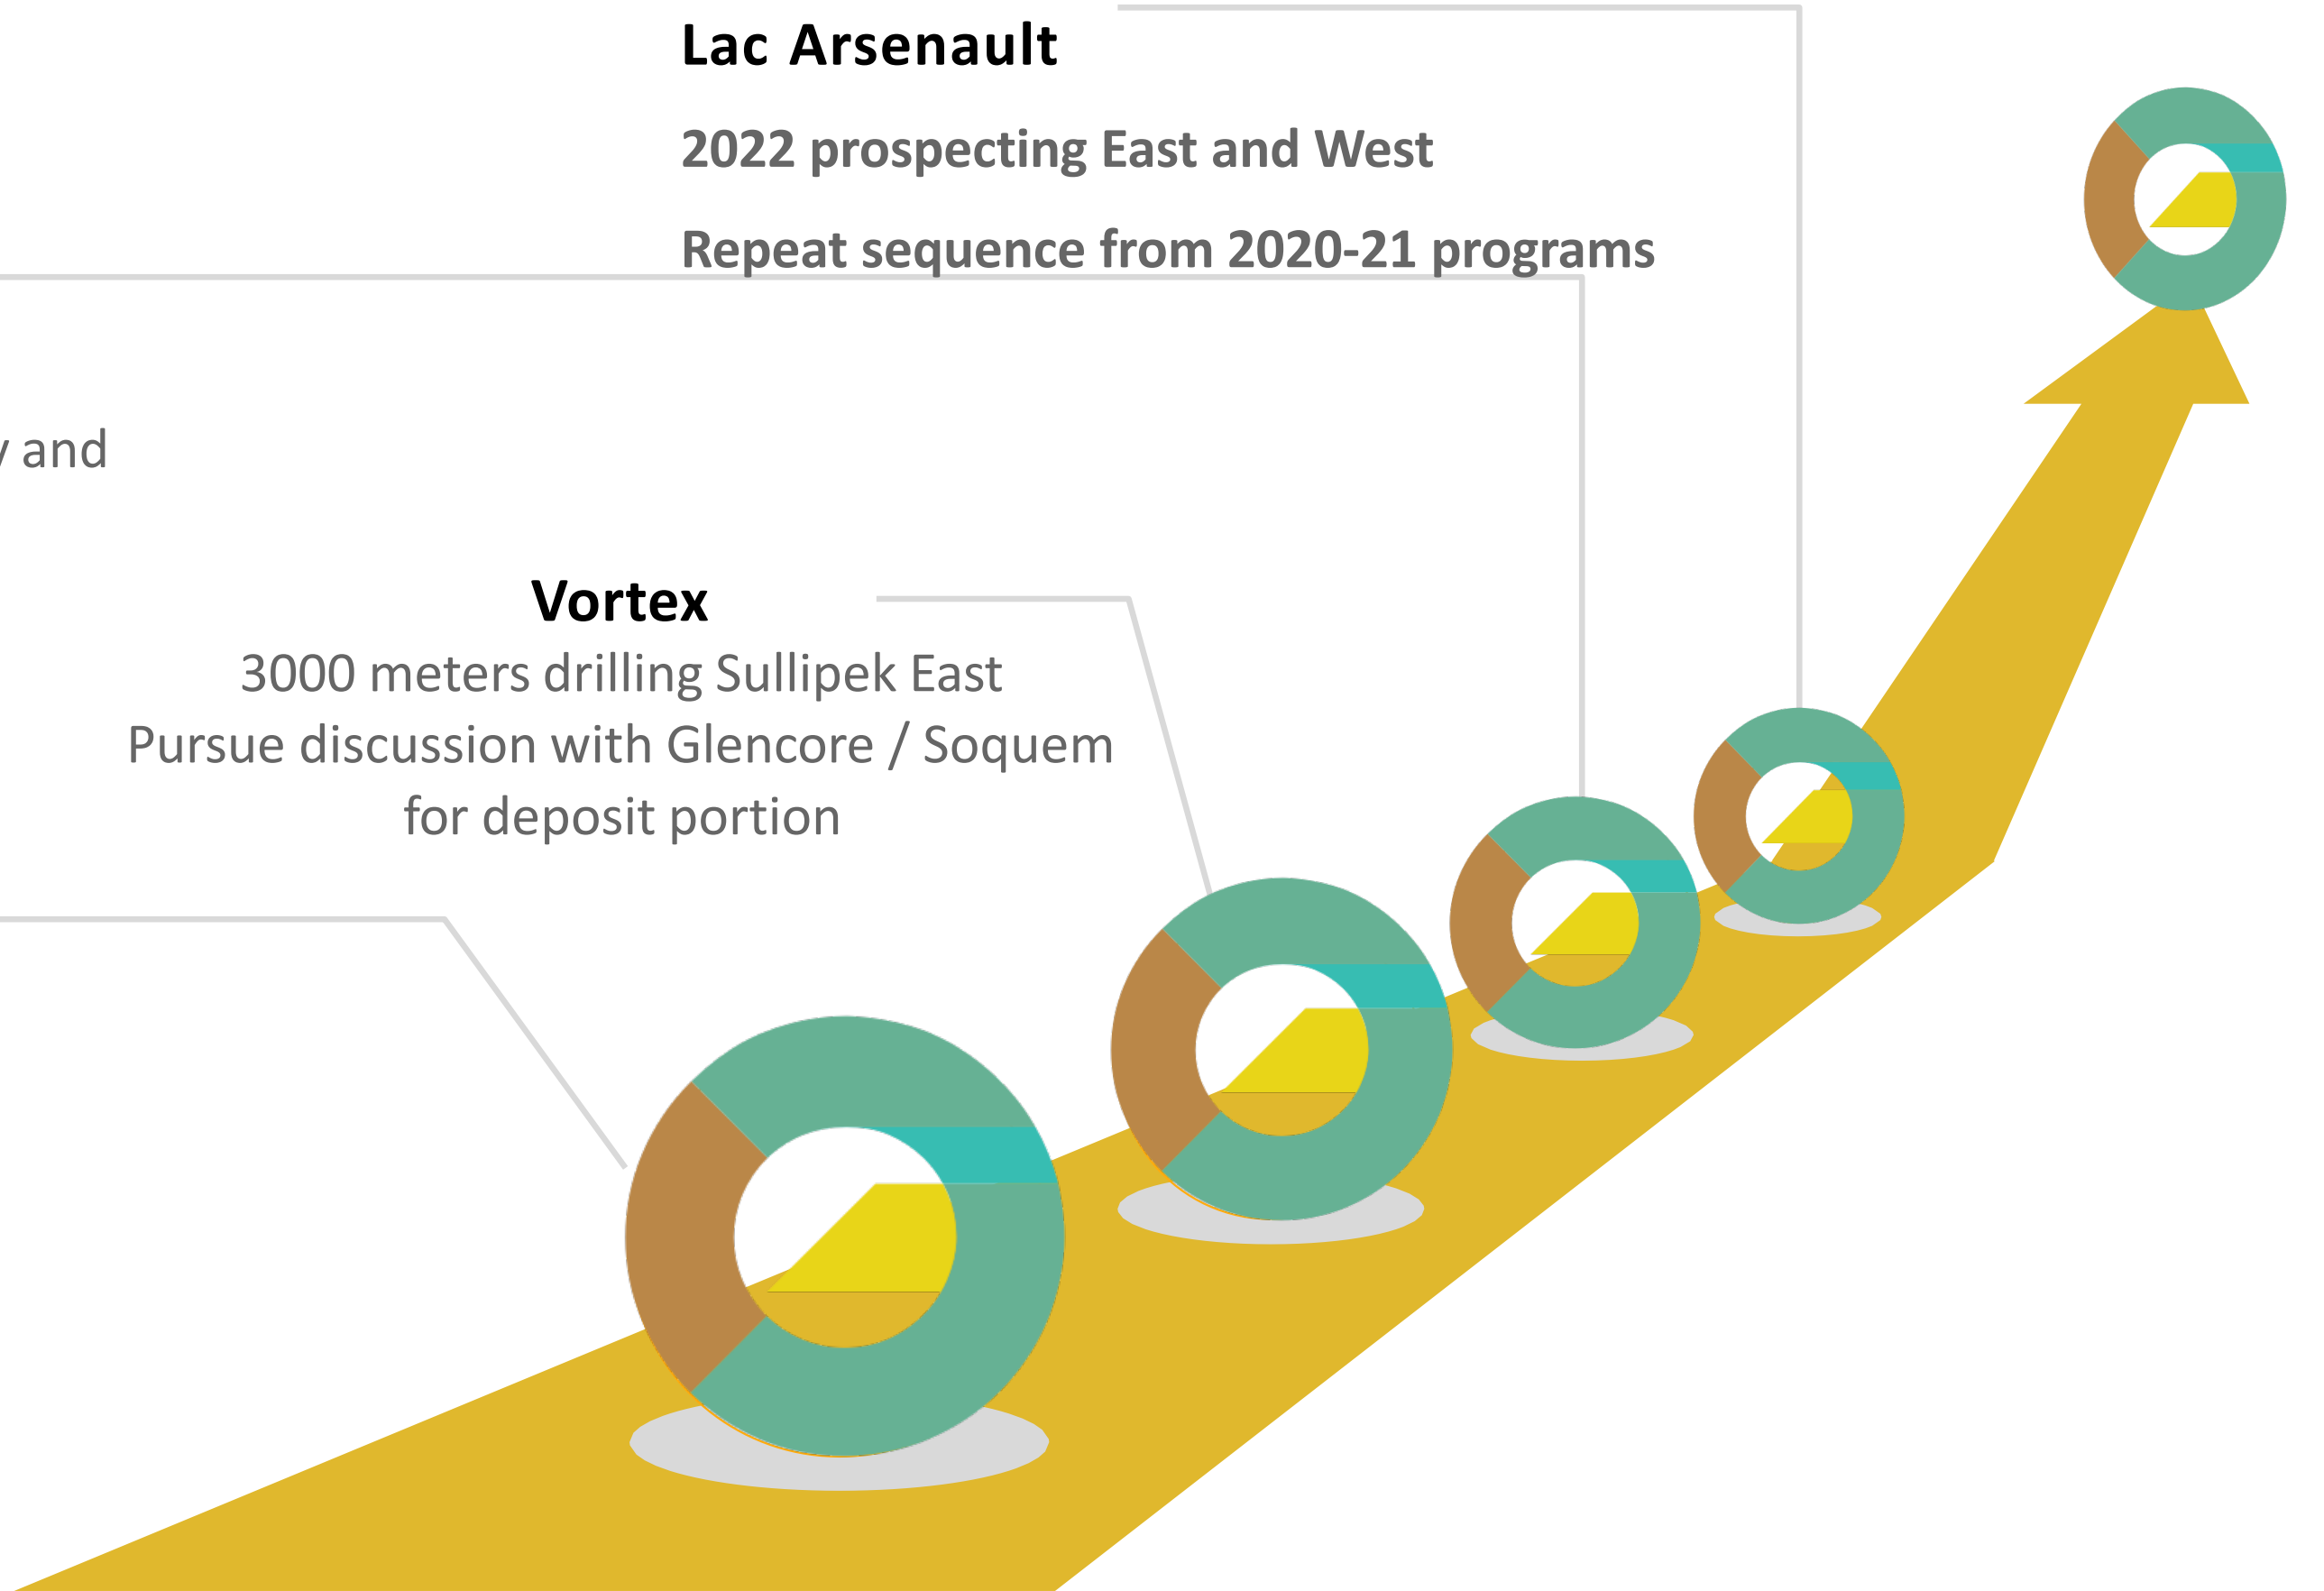 Lac Arsenault
2022 prospecting East and West
Repeat sequence from 2020-21 programs
and
Vortex
3000 meters drilling Sullipek East
Pursue discussion with Glencore / Soquem
for deposit portion